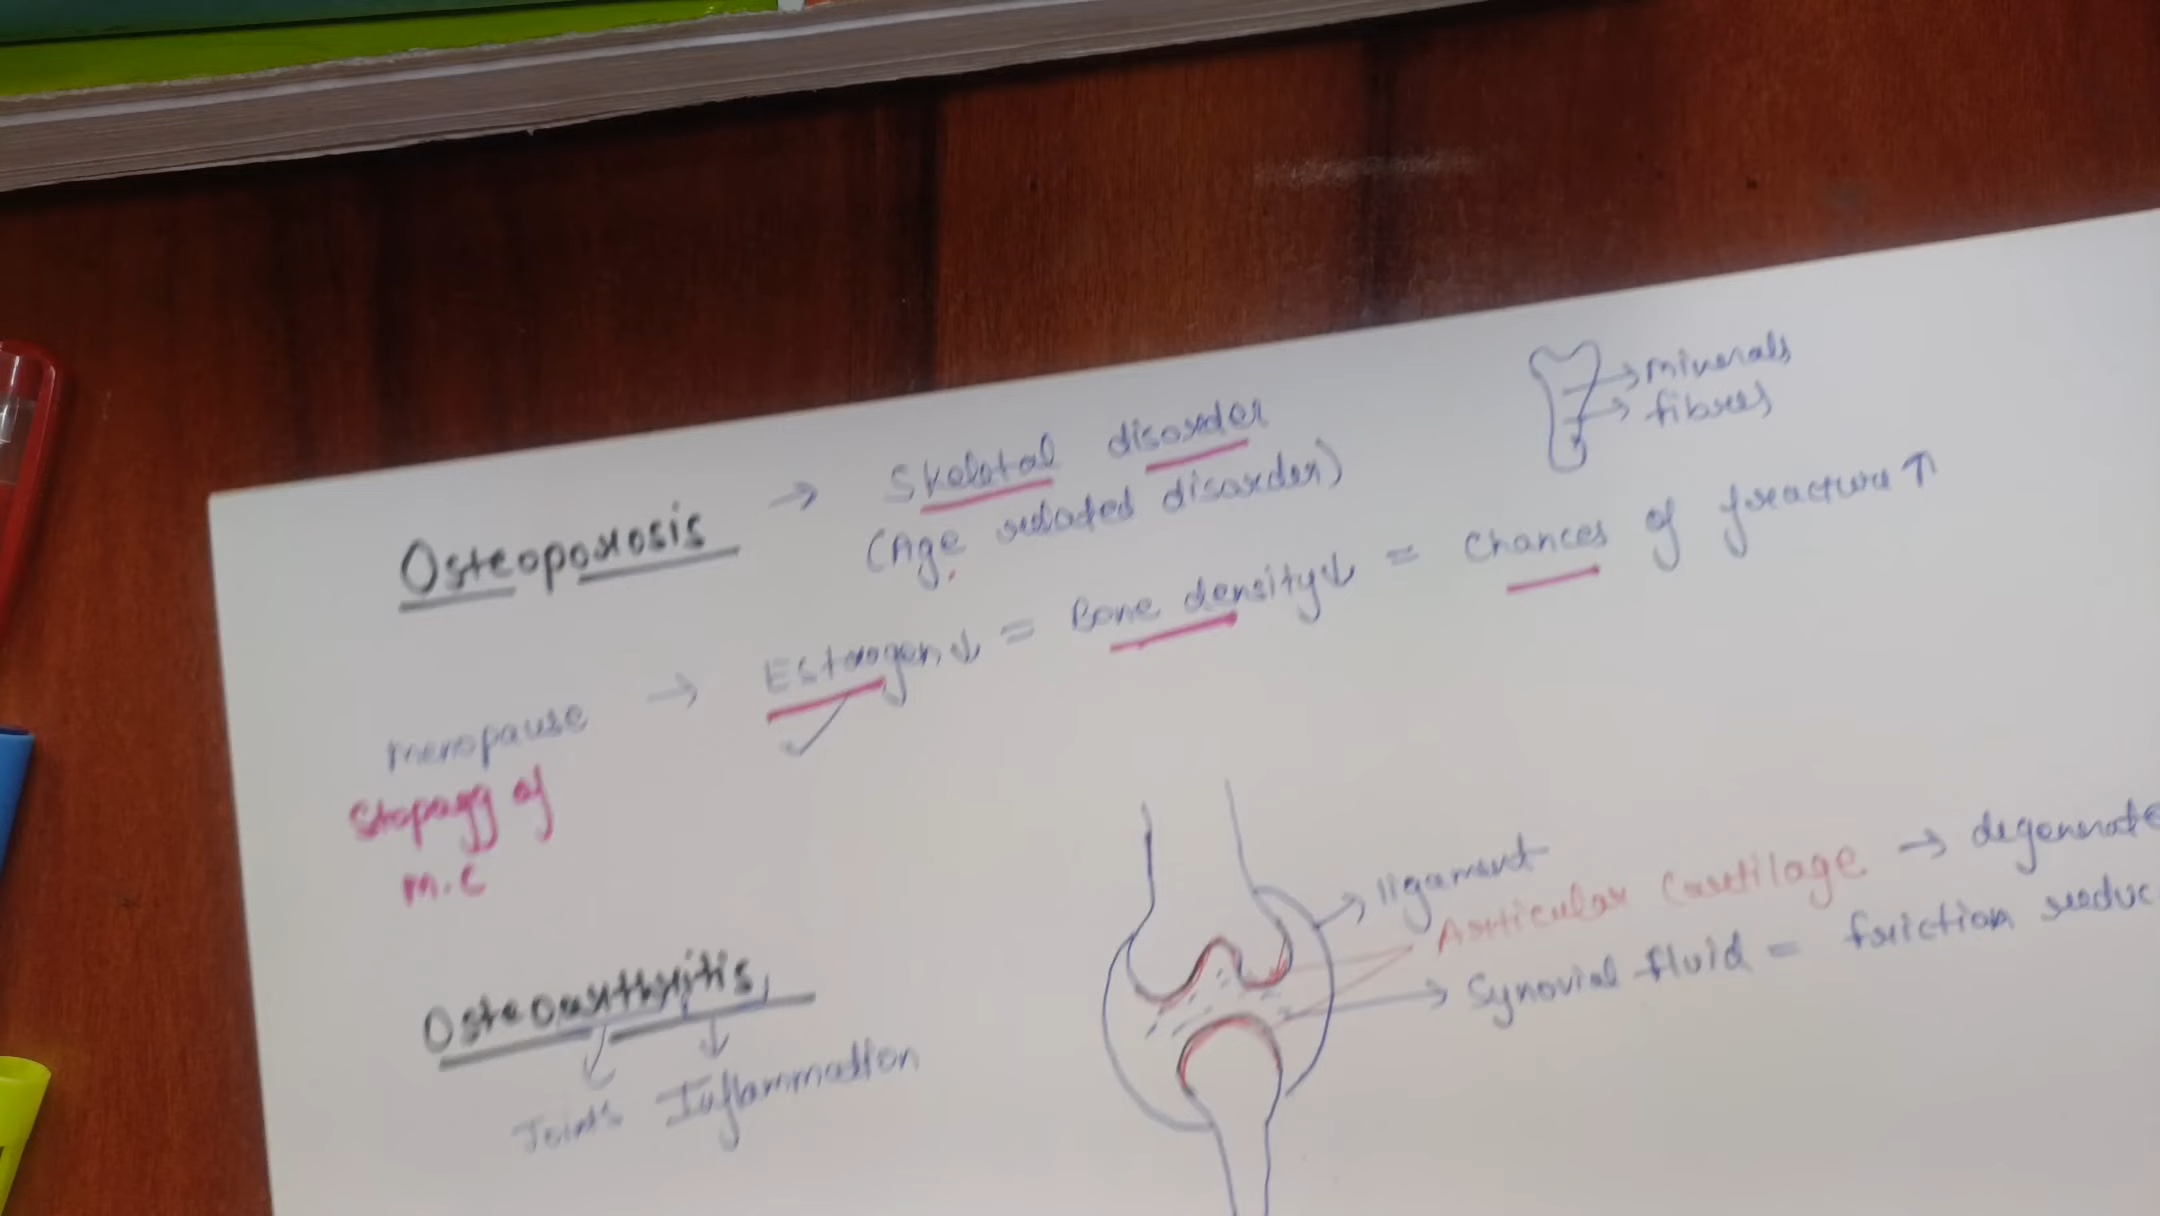 Osteoporosis → Skeletal disorder
(Age related disorder)
→ minerals
→ fibres
Menopause → Estrogen ↓ = Bone density ↓ = Chances of fracture ↑
Stopagg of
M.C
Osteoarthritis
Joints Inflammation
→ ligament
Articular Cartilage → degenerate
→ Synovial fluid = friction reduc